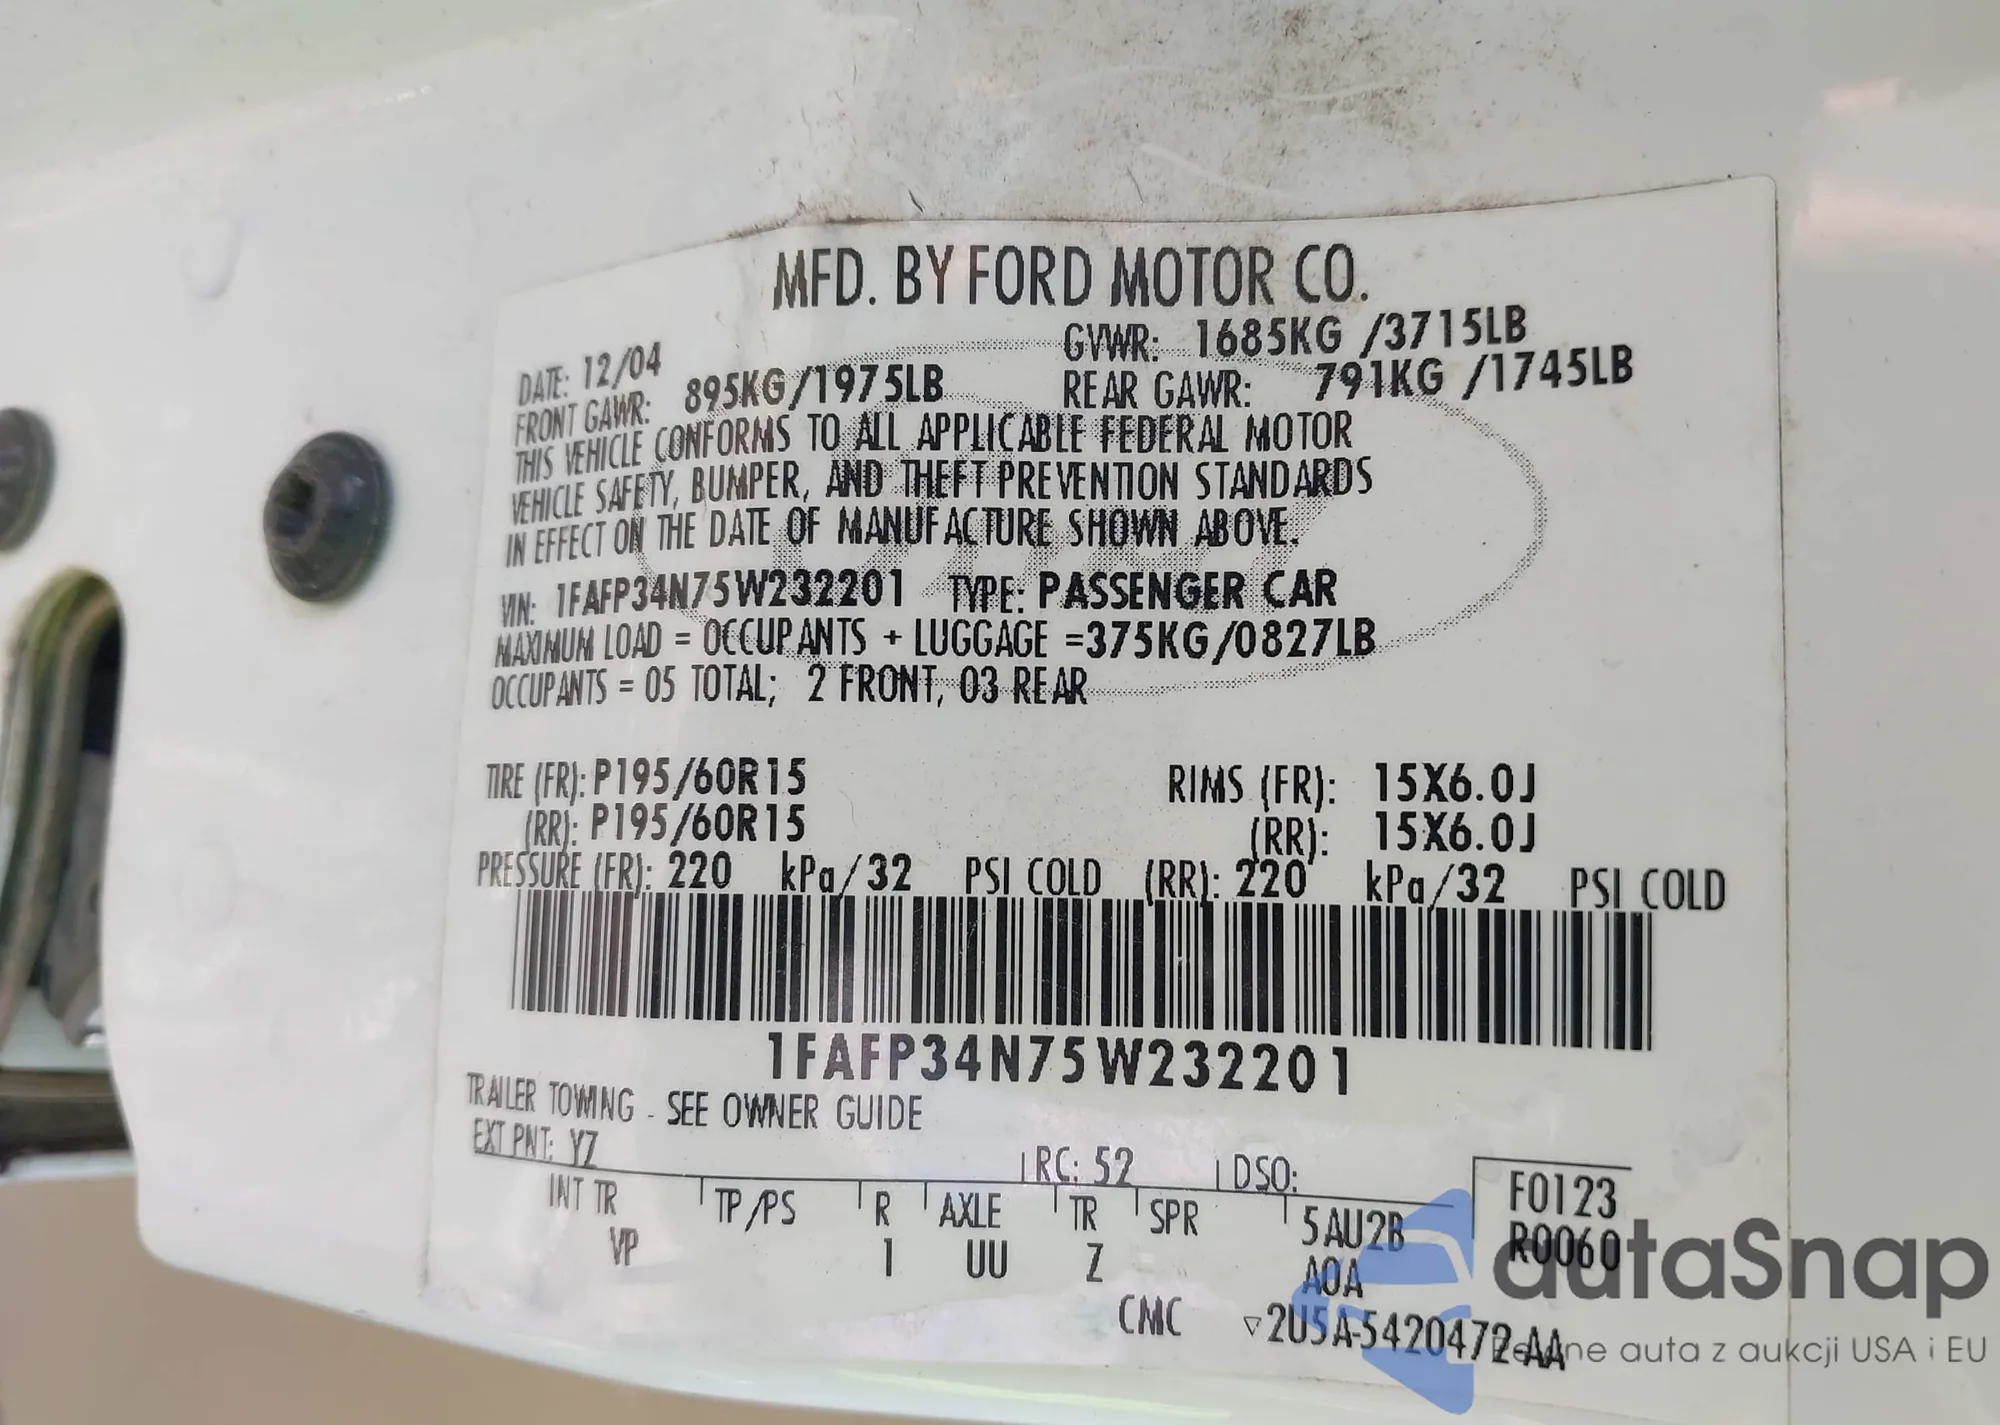 MFD. BY FORD MOTOR CO.
DATE: 12/04 GVWR: 1685KG /3715LB
FRONT GAWR: 895KG/1975LB REAR GAWR: 791KG /1745LB
THIS VEHICLE CONFORMS TO ALL APPLICABLE FEDERAL MOTOR
VEHICLE SAFETY, BUMPER, AND THEFT PREVENTION STANDARDS
IN EFFECT ON THE DATE OF MANUFACTURE SHOWN ABOVE.
VIN: 1FAFP34N75W232201 TYPE: PASSENGER CAR
MAXIMUM LOAD = OCCUPANTS + LUGGAGE =375KG/0827LB
OCCUPANTS = 05 TOTAL; 2 FRONT, 03 REAR
TIRE (FR): P195/60R15 RIMS (FR): 15X6.0J
(RR): P195/60R15 (RR): 15X6.0J
PRESSURE (FR): 220 kPa/32 PSI COLD (RR): 220 kPa/32 PSI COLD
1FAFP34N75W232201
TRAILER TOWING - SEE OWNER GUIDE
EXT PNT: YZ RC: 52 DSO: F0123
INT TR TP/PS R AXLE TR SPR 5AU2B R0060
VP 1 UU Z A0A
CMC ▽2U5A-5420472-AA
autaSnap
auta z aukcji USA i EU